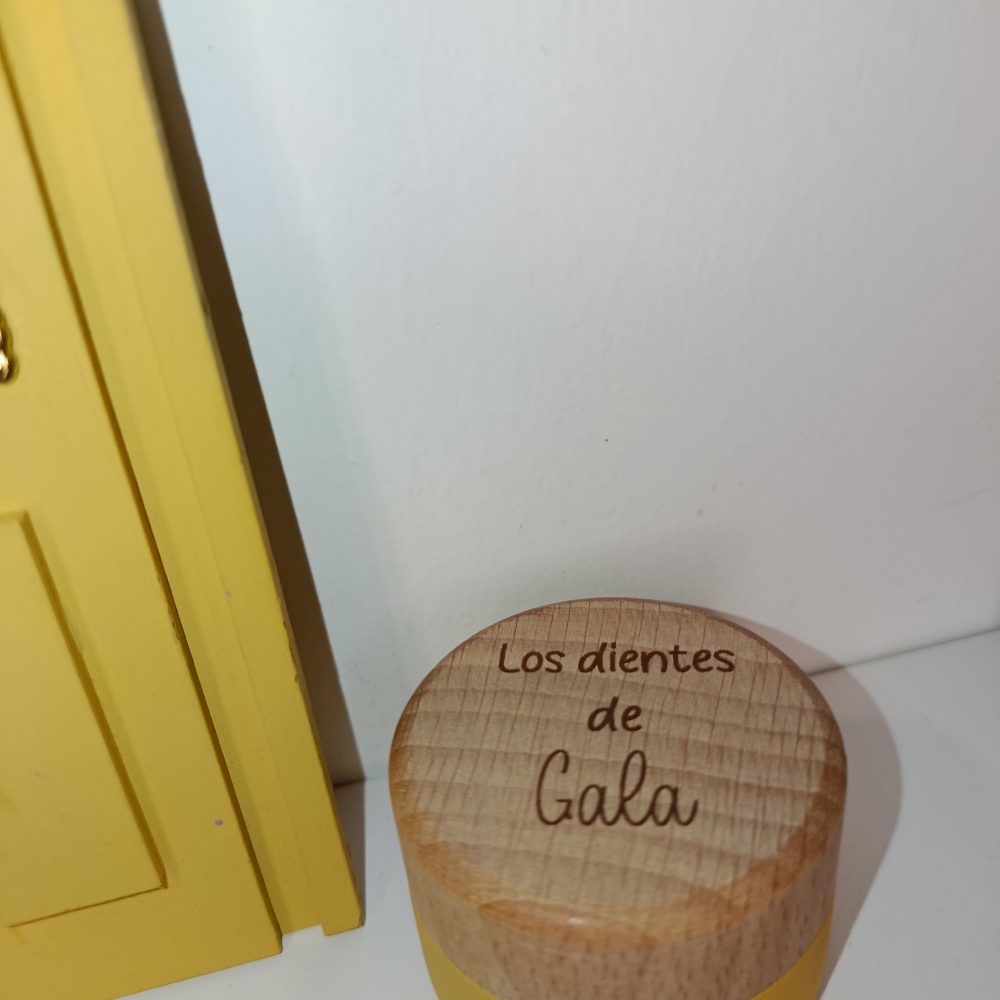 Los dientes
de
Gala